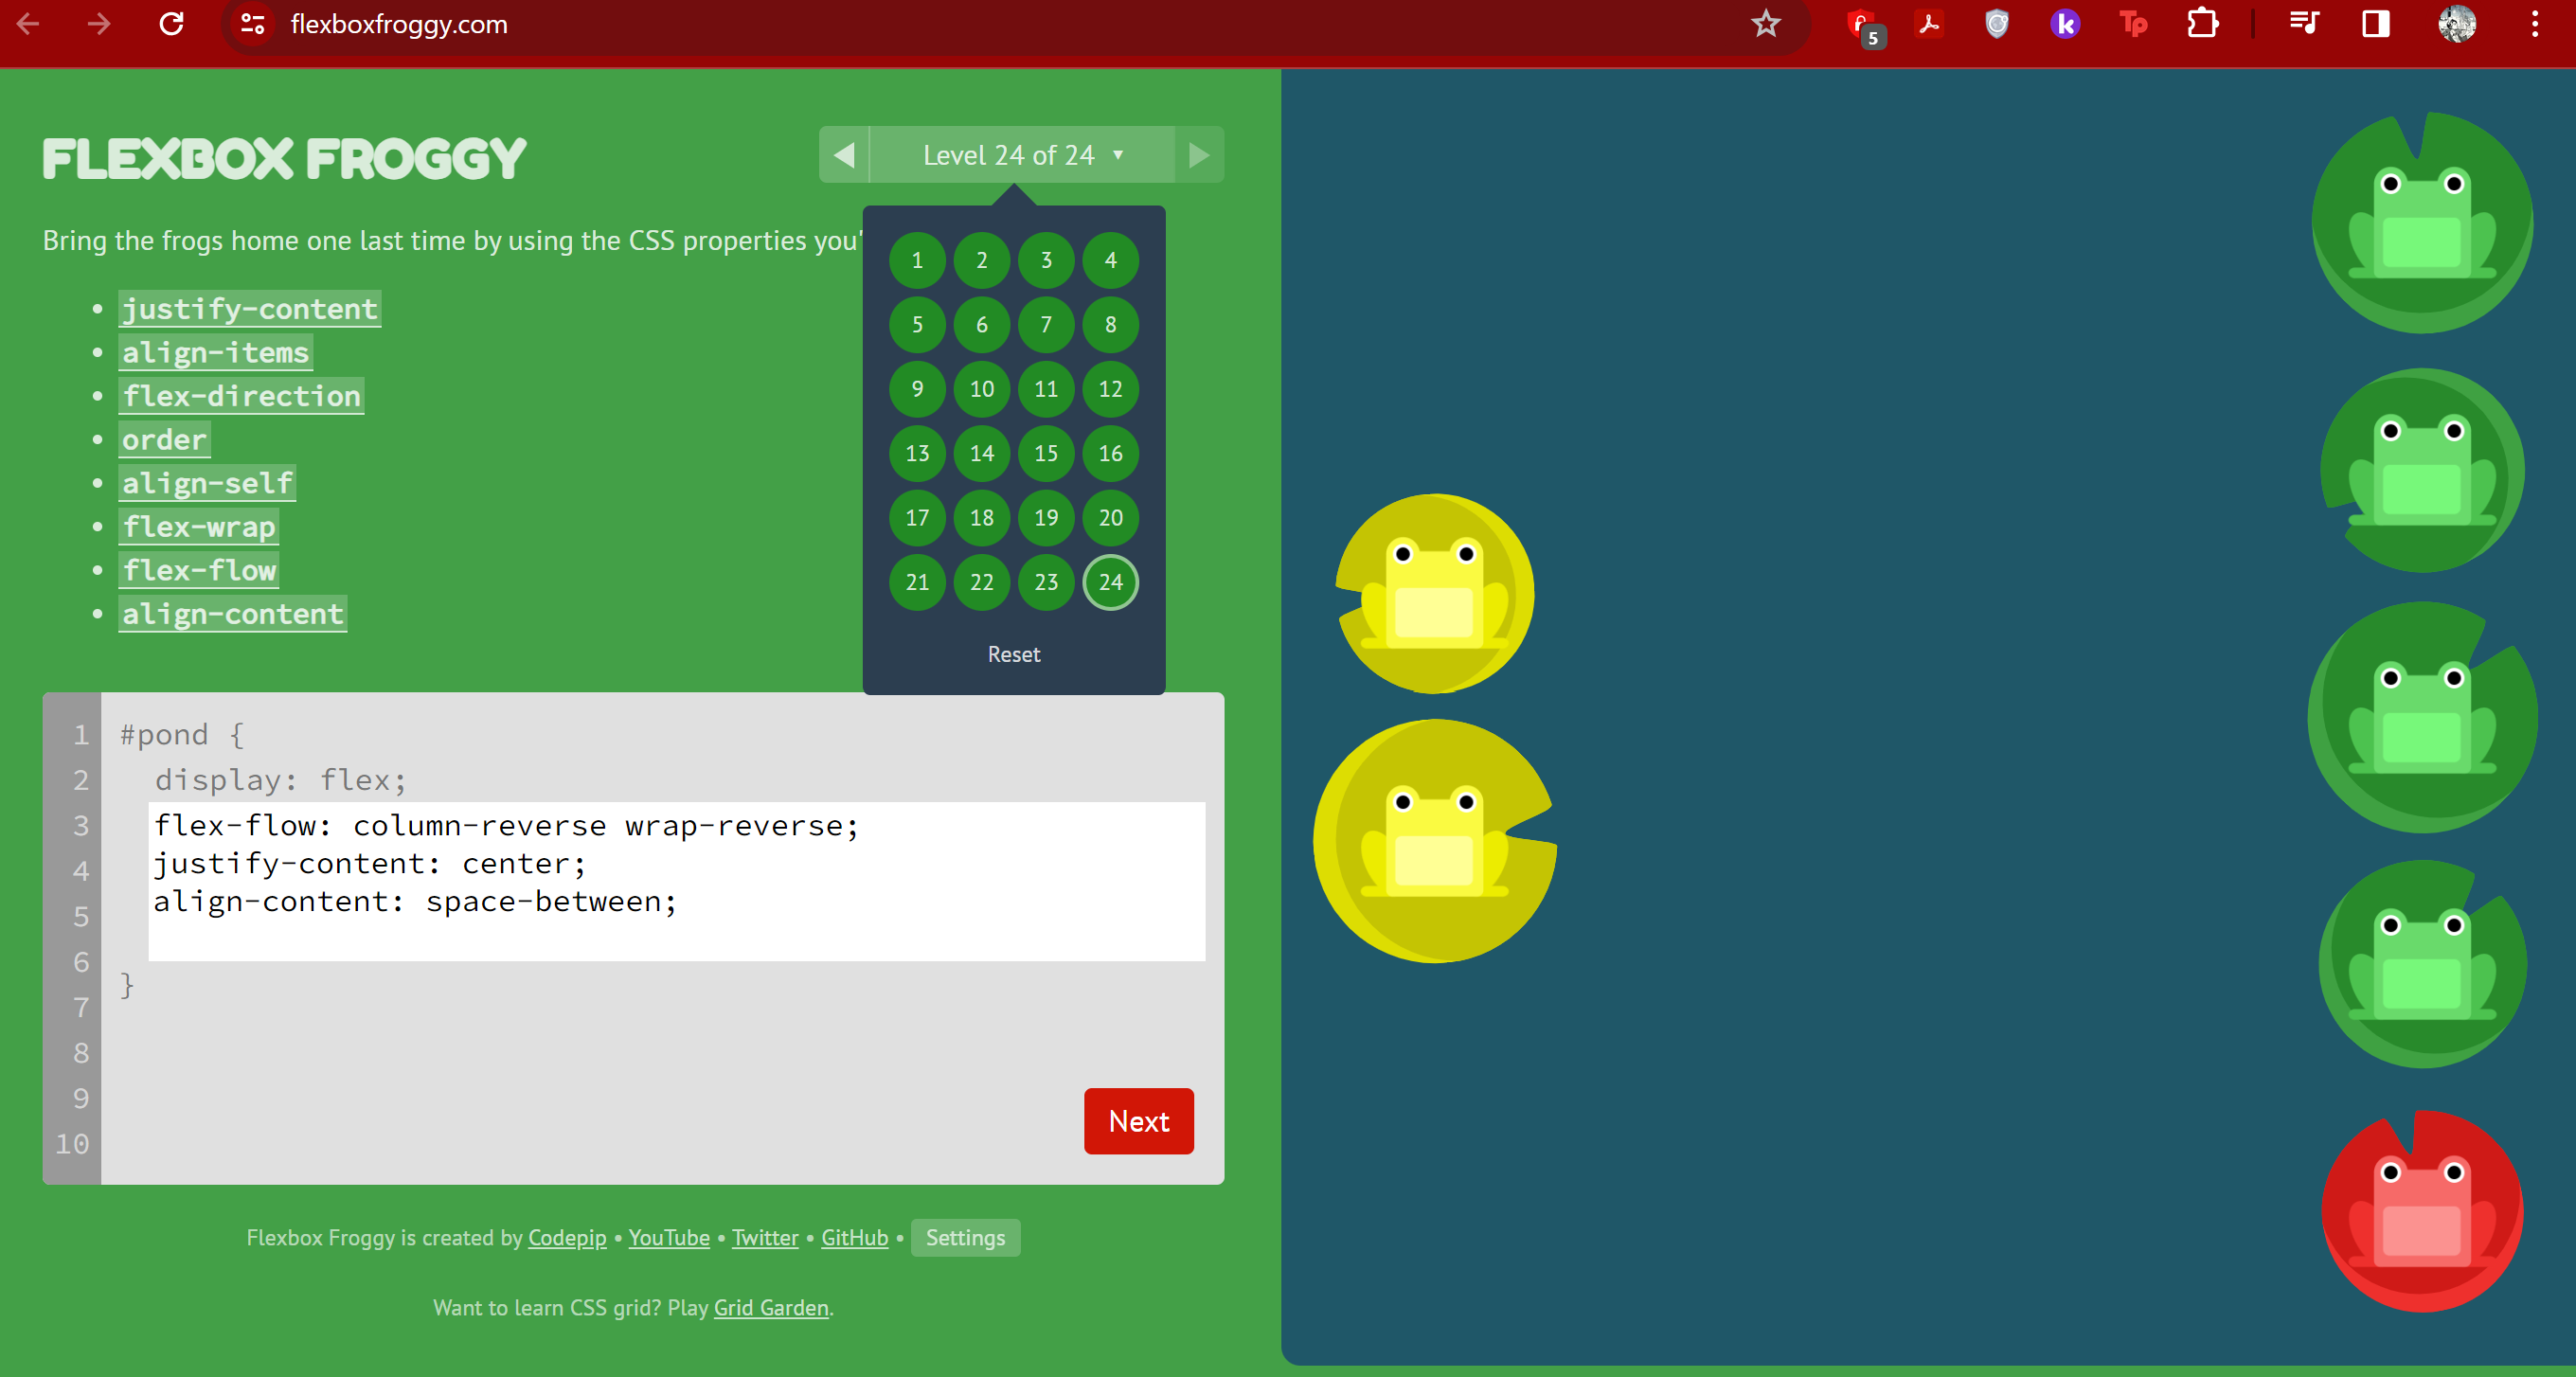 flexboxfroggy.com
5
k
Tp
FLEXBOX FROGGY
Level 24 of 24 ▼
Bring the frogs home one last time by using the CSS properties you'
• justify-content
• align-items
• flex-direction
• order
• align-self
• flex-wrap
• flex-flow
• align-content
1 2 3 4
5 6 7 8
9 10 11 12
13 14 15 16
17 18 19 20
21 22 23 24
Reset
1 #pond {
2 display: flex;
3 flex-flow: column-reverse wrap-reverse;
4 justify-content: center;
5 align-content: space-between;
6 }
7
8
9
10
Next
Flexbox Froggy is created by Codepip • YouTube • Twitter • GitHub • Settings
Want to learn CSS grid? Play Grid Garden.